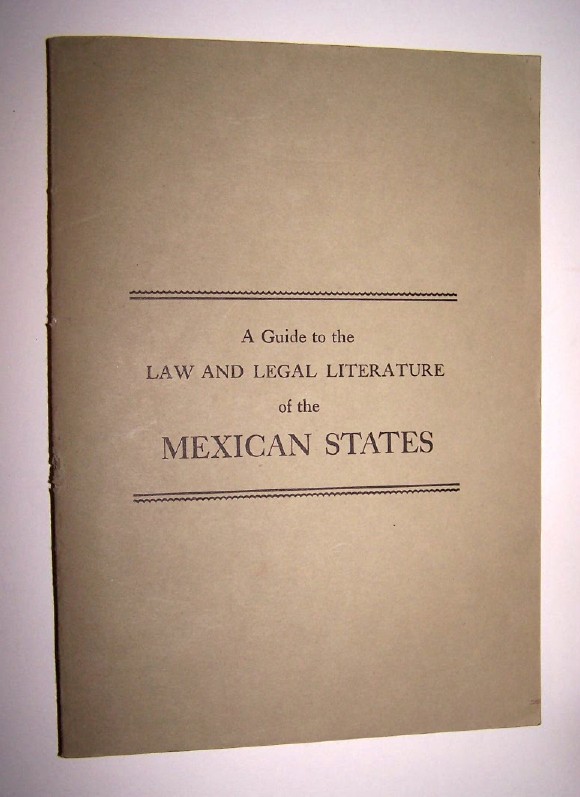 A Guide to the
LAW AND LEGAL LITERATURE
of the
MEXICAN STATES